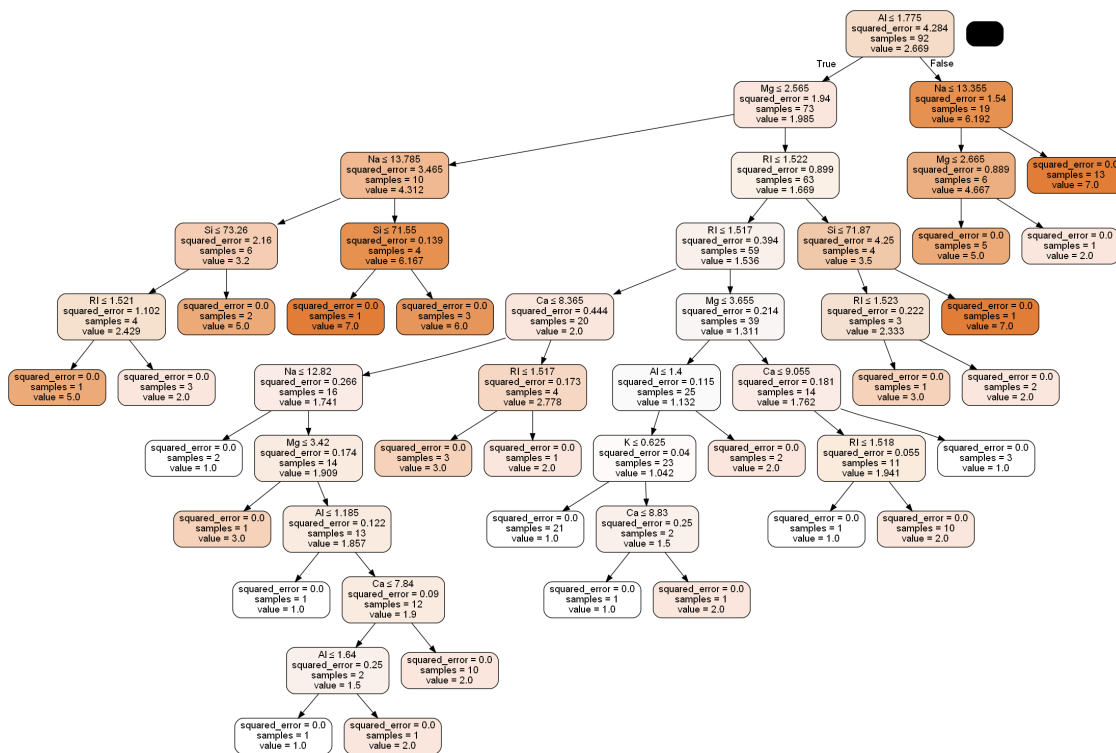 Al ≤ 1.775
squared_error = 4.284
samples = 92
value = 2.669
True
False
Mg ≤ 2.565
squared_error = 1.94
samples = 73
value = 1.985
Na ≤ 13.355
squared_error = 1.54
samples = 19
value = 6.192
Na ≤ 13.785
squared_error = 3.465
samples = 10
value = 4.312
RI ≤ 1.522
squared_error = 0.899
samples = 63
value = 1.669
Mg ≤ 2.665
squared_error = 0.889
samples = 6
value = 4.667
squared_error = 0.0
samples = 13
value = 7.0
Si ≤ 73.26
squared_error = 2.16
samples = 6
value = 3.2
Si ≤ 71.55
squared_error = 0.139
samples = 4
value = 6.167
RI ≤ 1.517
squared_error = 0.394
samples = 59
value = 1.536
Si ≤ 71.87
squared_error = 4.25
samples = 4
value = 3.5
squared_error = 0.0
samples = 5
value = 5.0
squared_error = 0.0
samples = 1
value = 2.0
RI ≤ 1.521
squared_error = 1.102
samples = 4
value = 2.429
squared_error = 0.0
samples = 2
value = 5.0
squared_error = 0.0
samples = 1
value = 7.0
squared_error = 0.0
samples = 3
value = 6.0
Ca ≤ 8.365
squared_error = 0.444
samples = 20
value = 2.0
Mg ≤ 3.655
squared_error = 0.214
samples = 39
value = 1.311
RI ≤ 1.523
squared_error = 0.222
samples = 3
value = 2.333
squared_error = 0.0
samples = 1
value = 7.0
squared_error = 0.0
samples = 1
value = 5.0
squared_error = 0.0
samples = 3
value = 2.0
Na ≤ 12.82
squared_error = 0.266
samples = 16
value = 1.741
RI ≤ 1.517
squared_error = 0.173
samples = 4
value = 2.778
Al ≤ 1.4
squared_error = 0.115
samples = 25
value = 1.132
Ca ≤ 9.055
squared_error = 0.181
samples = 14
value = 1.762
squared_error = 0.0
samples = 1
value = 3.0
squared_error = 0.0
samples = 2
value = 2.0
squared_error = 0.0
samples = 2
value = 1.0
Mg ≤ 3.42
squared_error = 0.174
samples = 14
value = 1.909
squared_error = 0.0
samples = 3
value = 3.0
squared_error = 0.0
samples = 1
value = 2.0
K ≤ 0.625
squared_error = 0.04
samples = 23
value = 1.042
squared_error = 0.0
samples = 2
value = 2.0
RI ≤ 1.518
squared_error = 0.055
samples = 11
value = 1.941
squared_error = 0.0
samples = 3
value = 1.0
squared_error = 0.0
samples = 1
value = 3.0
Al ≤ 1.185
squared_error = 0.122
samples = 13
value = 1.857
squared_error = 0.0
samples = 21
value = 1.0
Ca ≤ 8.83
squared_error = 0.25
samples = 2
value = 1.5
squared_error = 0.0
samples = 1
value = 1.0
squared_error = 0.0
samples = 10
value = 2.0
squared_error = 0.0
samples = 1
value = 1.0
Ca ≤ 7.84
squared_error = 0.09
samples = 12
value = 1.9
squared_error = 0.0
samples = 1
value = 1.0
squared_error = 0.0
samples = 1
value = 2.0
Al ≤ 1.64
squared_error = 0.25
samples = 2
value = 1.5
squared_error = 0.0
samples = 10
value = 2.0
squared_error = 0.0
samples = 1
value = 1.0
squared_error = 0.0
samples = 1
value = 2.0